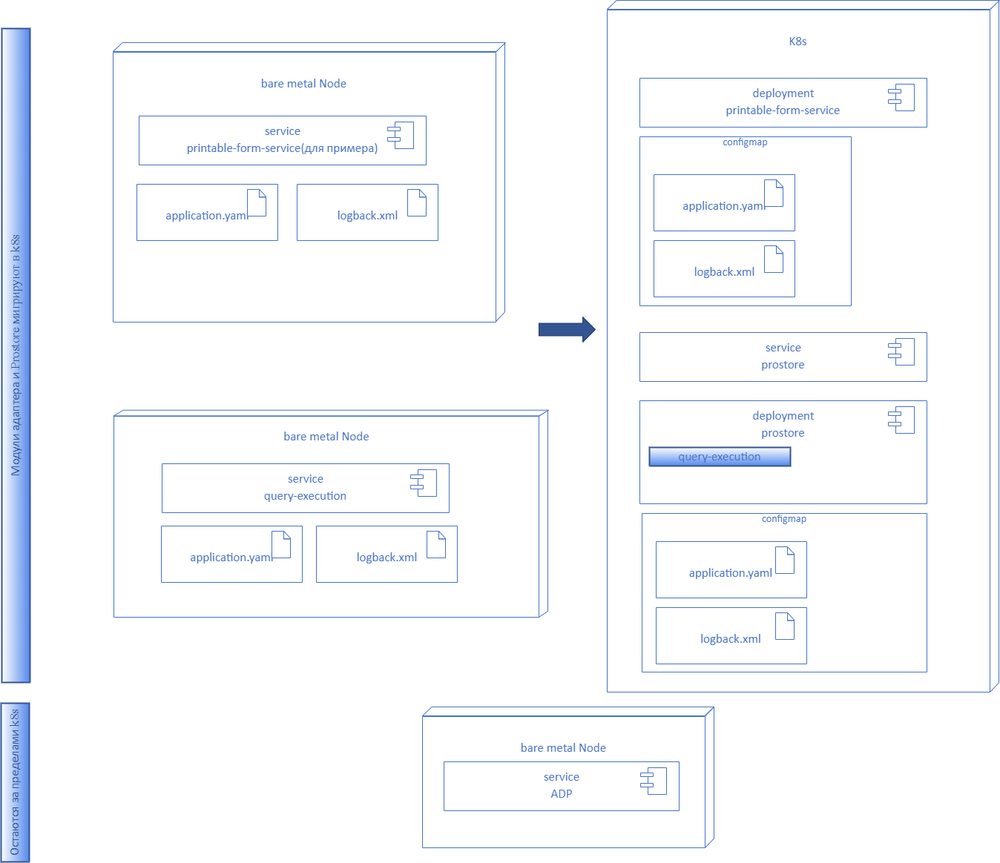 Модули адаптера и Prostore мигрируют в k8s
bare metal Node
service
printable-form-service(для примера)
application.yaml
logback.xml
bare metal Node
service
query-execution
application.yaml
logback.xml
K8s
deployment
printable-form-service
configmap
application.yaml
logback.xml
service
prostore
deployment
prostore
query-execution
configmap
application.yaml
logback.xml
Остаются за пределами k8s
bare metal Node
service
ADP